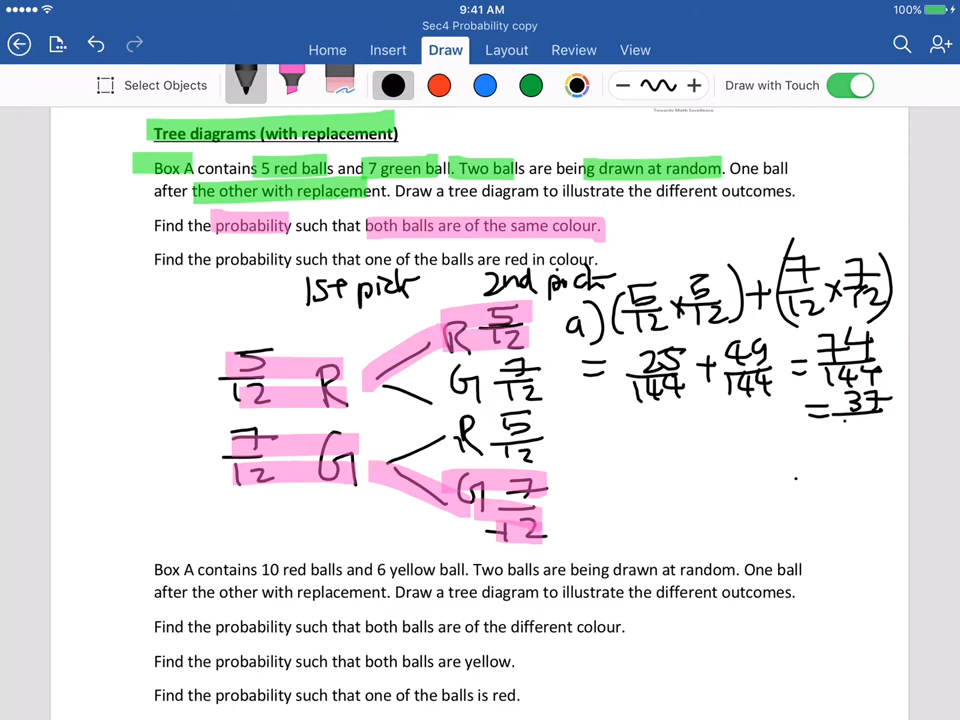 9:41 AM
100%
Sec4 Probability copy
Home Insert Draw Layout Review View
Select Objects
Draw with Touch
Towards Math Excellence
Tree diagrams (with replacement)
Box A contains 5 red balls and 7 green ball. Two balls are being drawn at random. One ball
after the other with replacement. Draw a tree diagram to illustrate the different outcomes.
Find the probability such that both balls are of the same colour.
Find the probability such that one of the balls are red in colour.
1st pick 2nd pick
5/12 R
R 5/12
G 7/12
7/12 G
R 5/12
G 7/12
a) (5/12 × 5/12) + (7/12 × 7/12)
= 25/144 + 49/144 = 74/144
= 37
Box A contains 10 red balls and 6 yellow ball. Two balls are being drawn at random. One ball
after the other with replacement. Draw a tree diagram to illustrate the different outcomes.
Find the probability such that both balls are of the different colour.
Find the probability such that both balls are yellow.
Find the probability such that one of the balls is red.